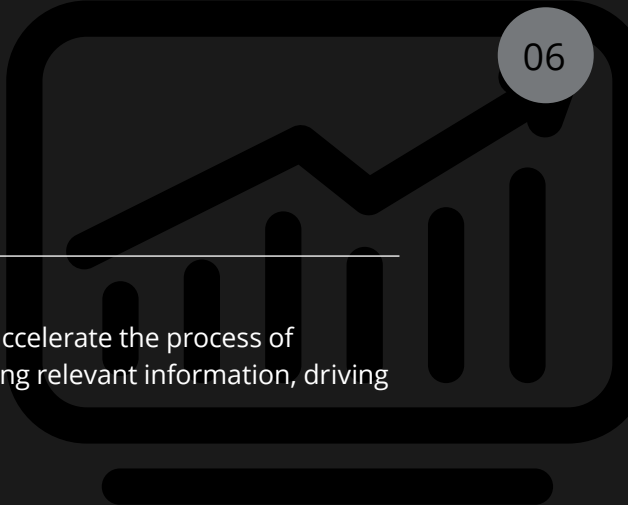 06
ccelerate the process of
ng relevant information, driving